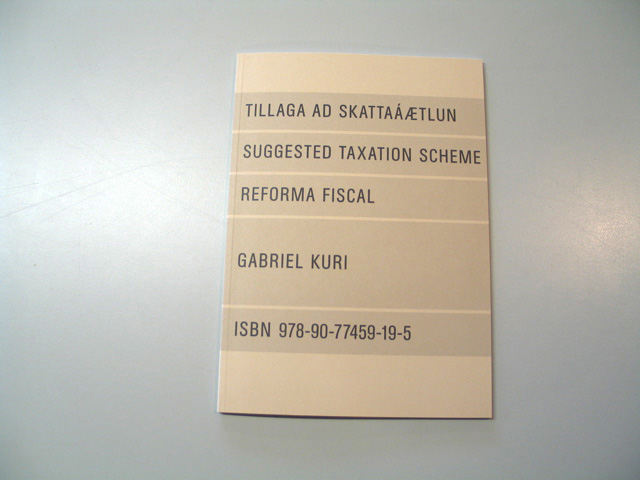 TILLAGA AD SKATTAÁÆTLUN
SUGGESTED TAXATION SCHEME
REFORMA FISCAL
GABRIEL KURI
ISBN 978-90-77459-19-5